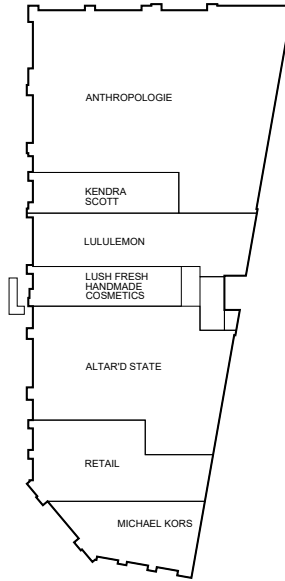 ANTHROPOLOGIE
KENDRA
SCOTT
LULULEMON
LUSH FRESH
HANDMADE
COSMETICS
ALTAR'D STATE
RETAIL
MICHAEL KORS